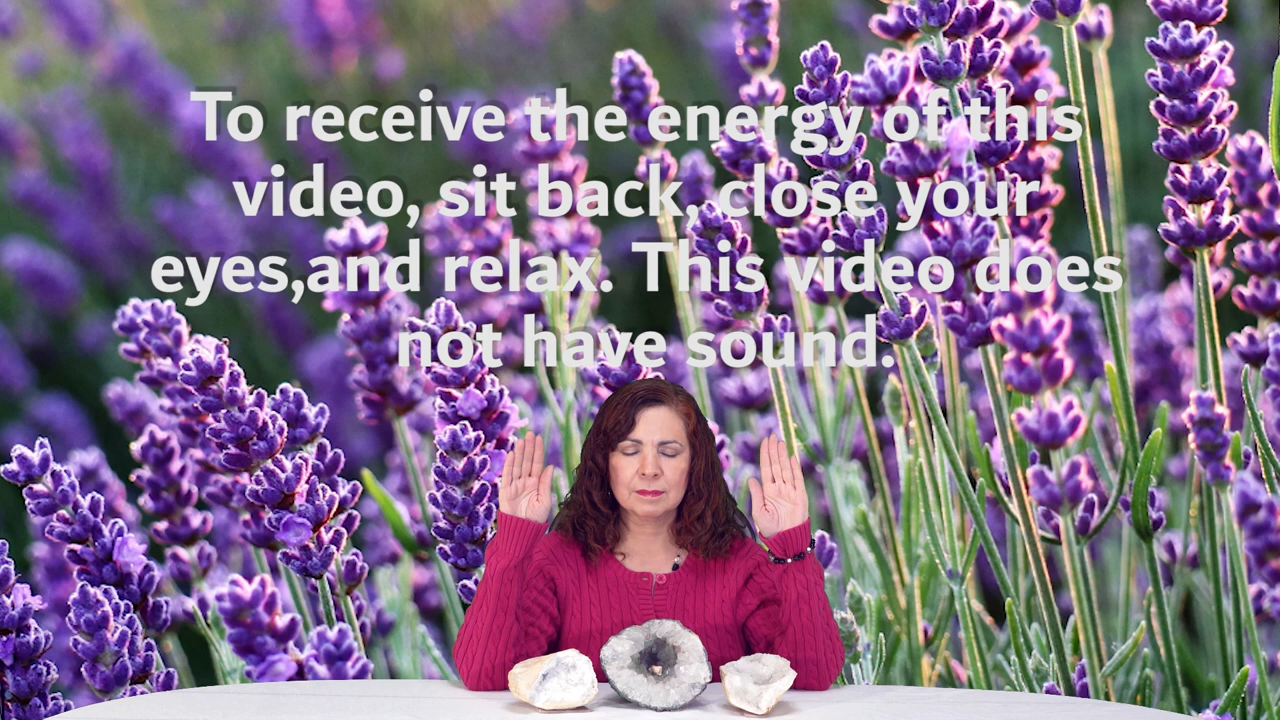 To receive the energy of this
video, sit back, close your
eyes,and relax. This video does
not have sound.